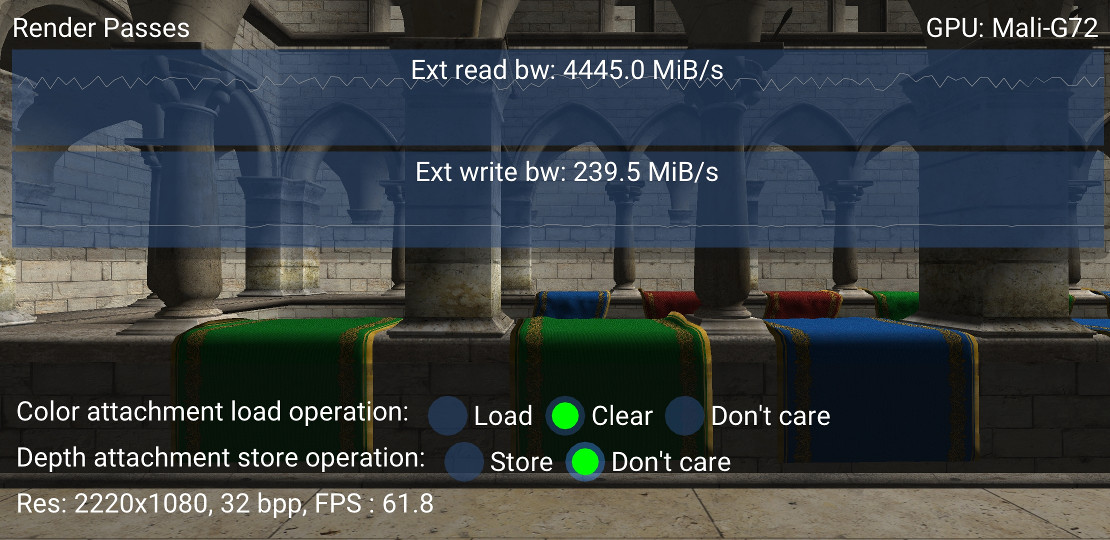 Render Passes
GPU: Mali-G72
Ext read bw: 4445.0 MiB/s
Ext write bw: 239.5 MiB/s
Color attachment load operation: Load Clear Don't care
Depth attachment store operation: Store Don't care
Res: 2220x1080, 32 bpp, FPS : 61.8